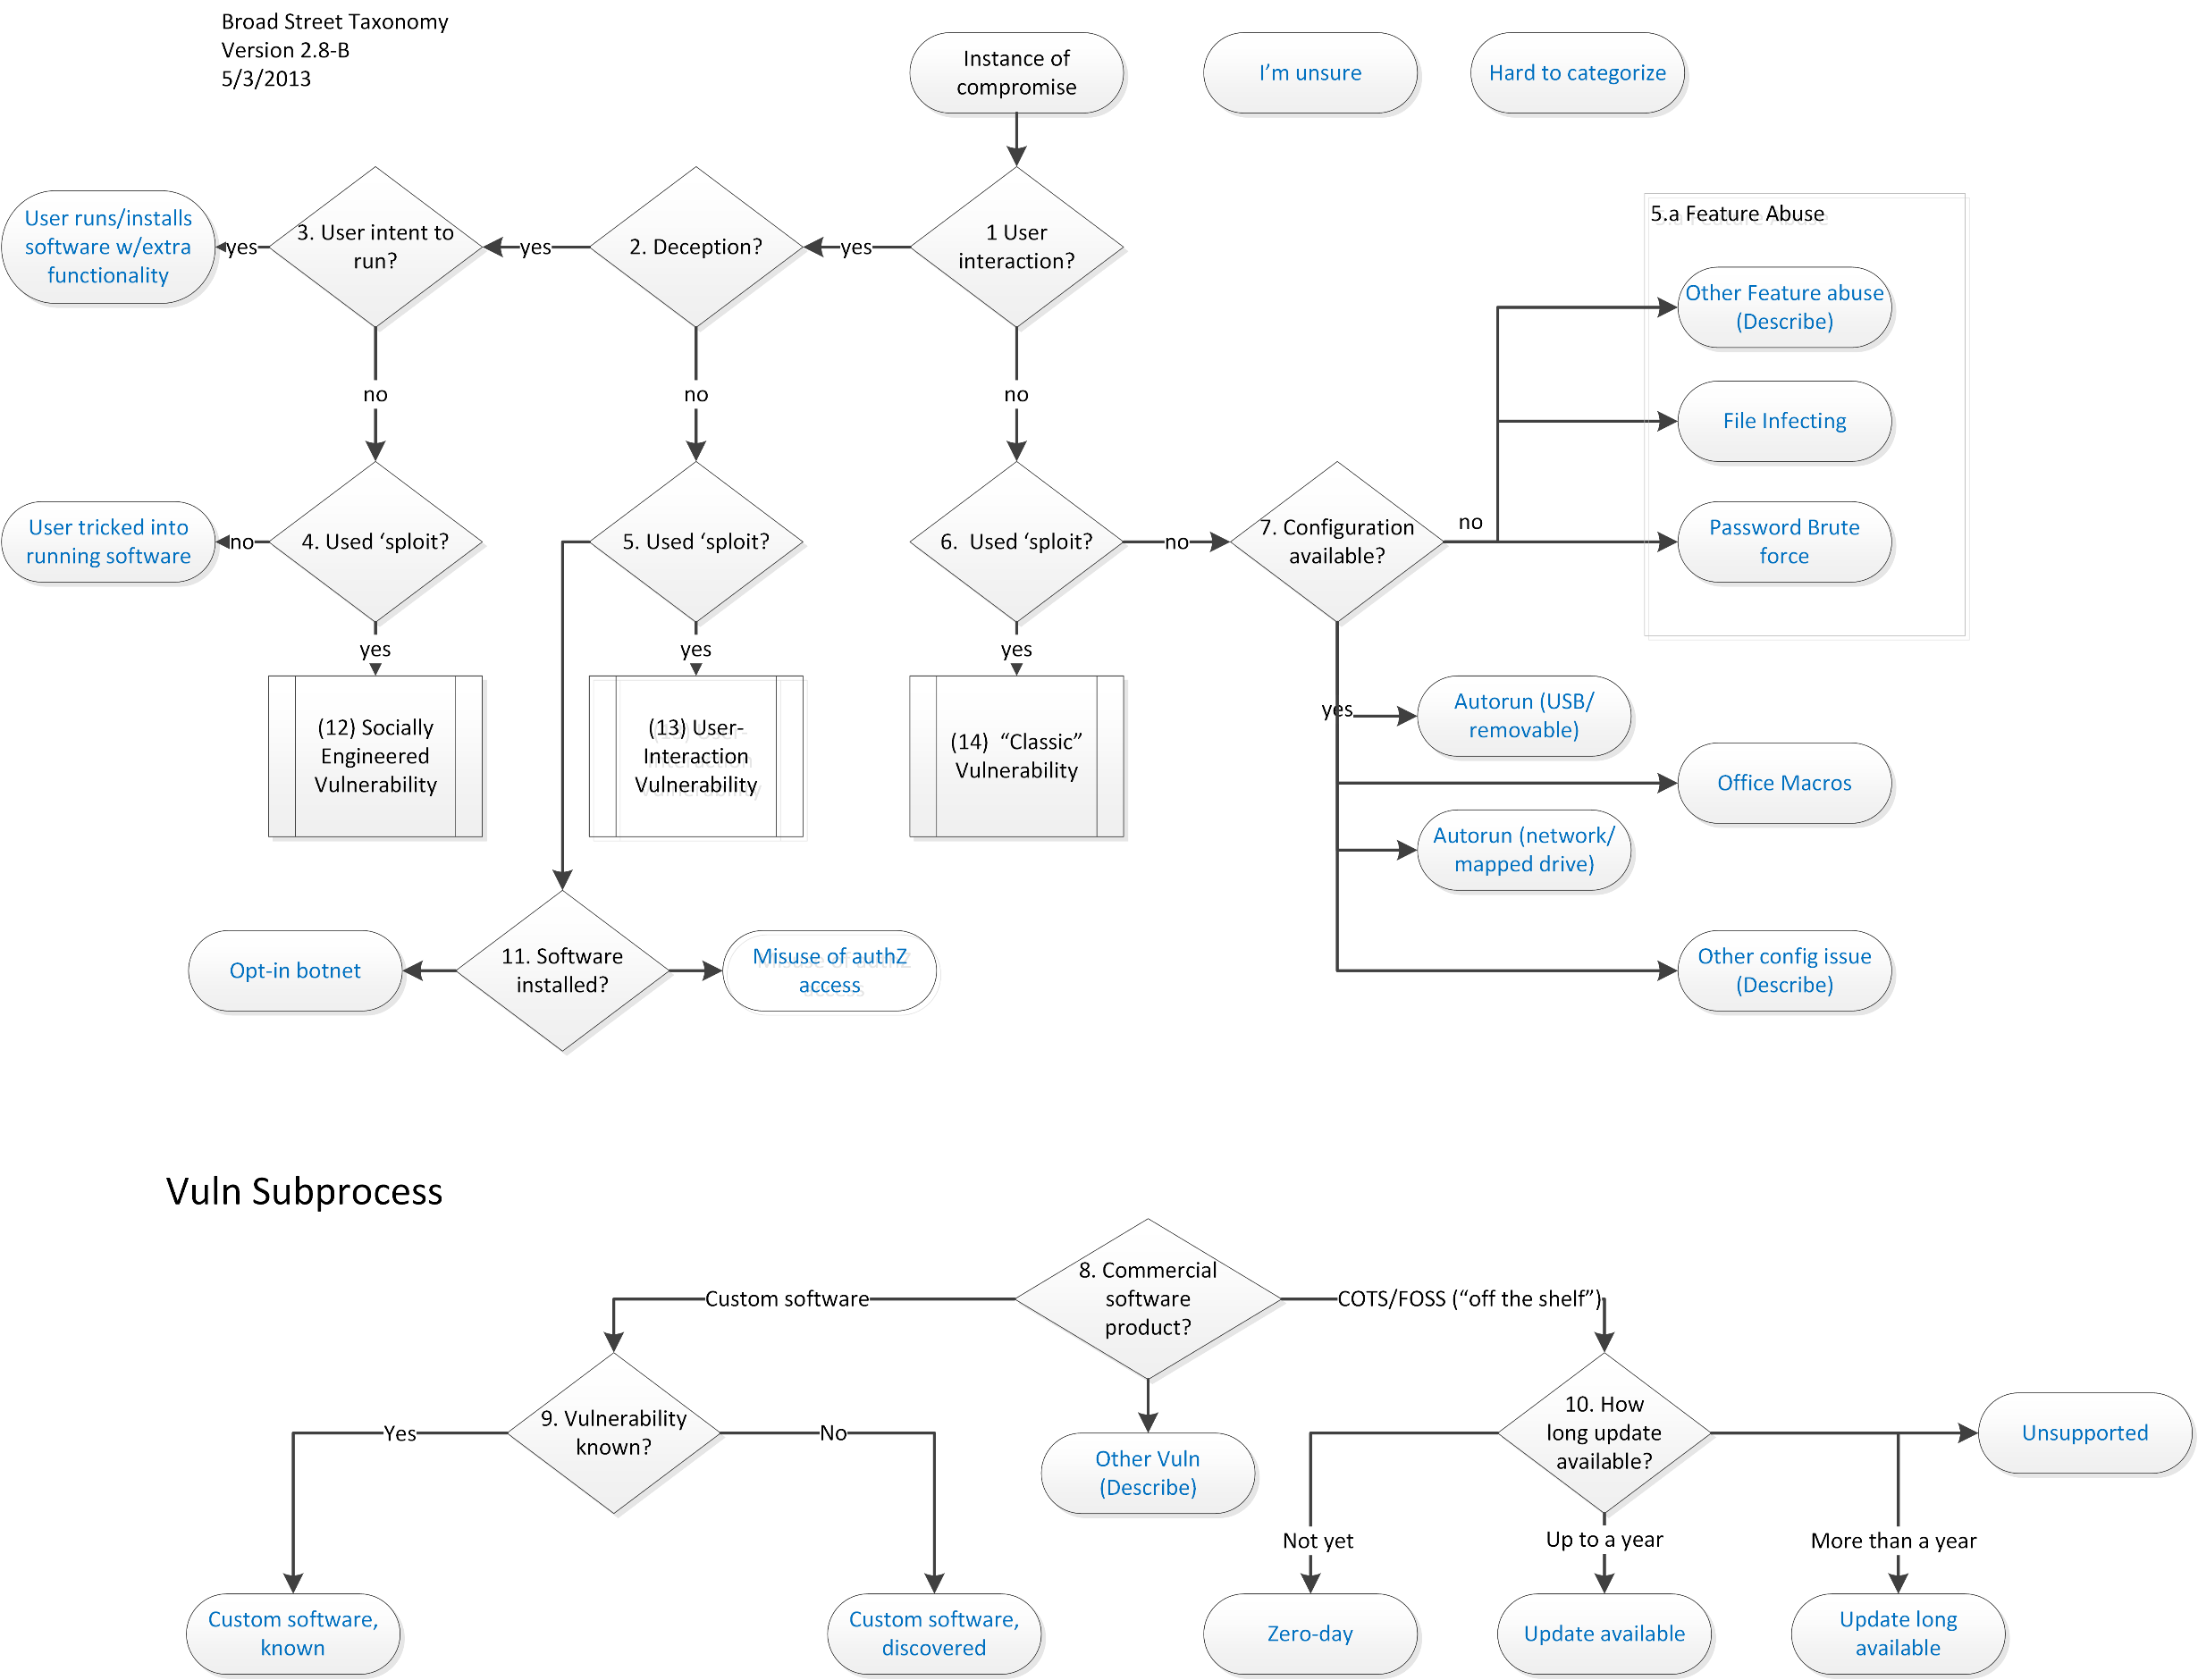 Broad Street Taxonomy
Version 2.8-B
5/3/2013
Instance of
compromise
I'm unsure
Hard to categorize
User runs/installs
software w/extra
functionality
yes
3. User intent to
run?
yes
2. Deception?
yes
1 User
interaction?
5.a Feature Abuse
Other Feature abuse
(Describe)
no
no
no
File Infecting
User tricked into
running software
no
4. Used ‘sploit?
5. Used ‘sploit?
6. Used ‘sploit?
no
7. Configuration
available?
no
Password Brute
force
yes
yes
yes
(12) Socially
Engineered
Vulnerability
(13) User-
Interaction
Vulnerability
(14) “Classic”
Vulnerability
yes
Autorun (USB/
removable)
Office Macros
Autorun (network/
mapped drive)
Opt-in botnet
11. Software
installed?
Misuse of authZ
access
Other config issue
(Describe)
Vuln Subprocess
8. Commercial
software
product?
Custom software
COTS/FOSS (“off the shelf”)
9. Vulnerability
known?
Yes
No
Other Vuln
(Describe)
10. How
long update
available?
Unsupported
Not yet
Up to a year
More than a year
Custom software,
known
Custom software,
discovered
Zero-day
Update available
Update long
available